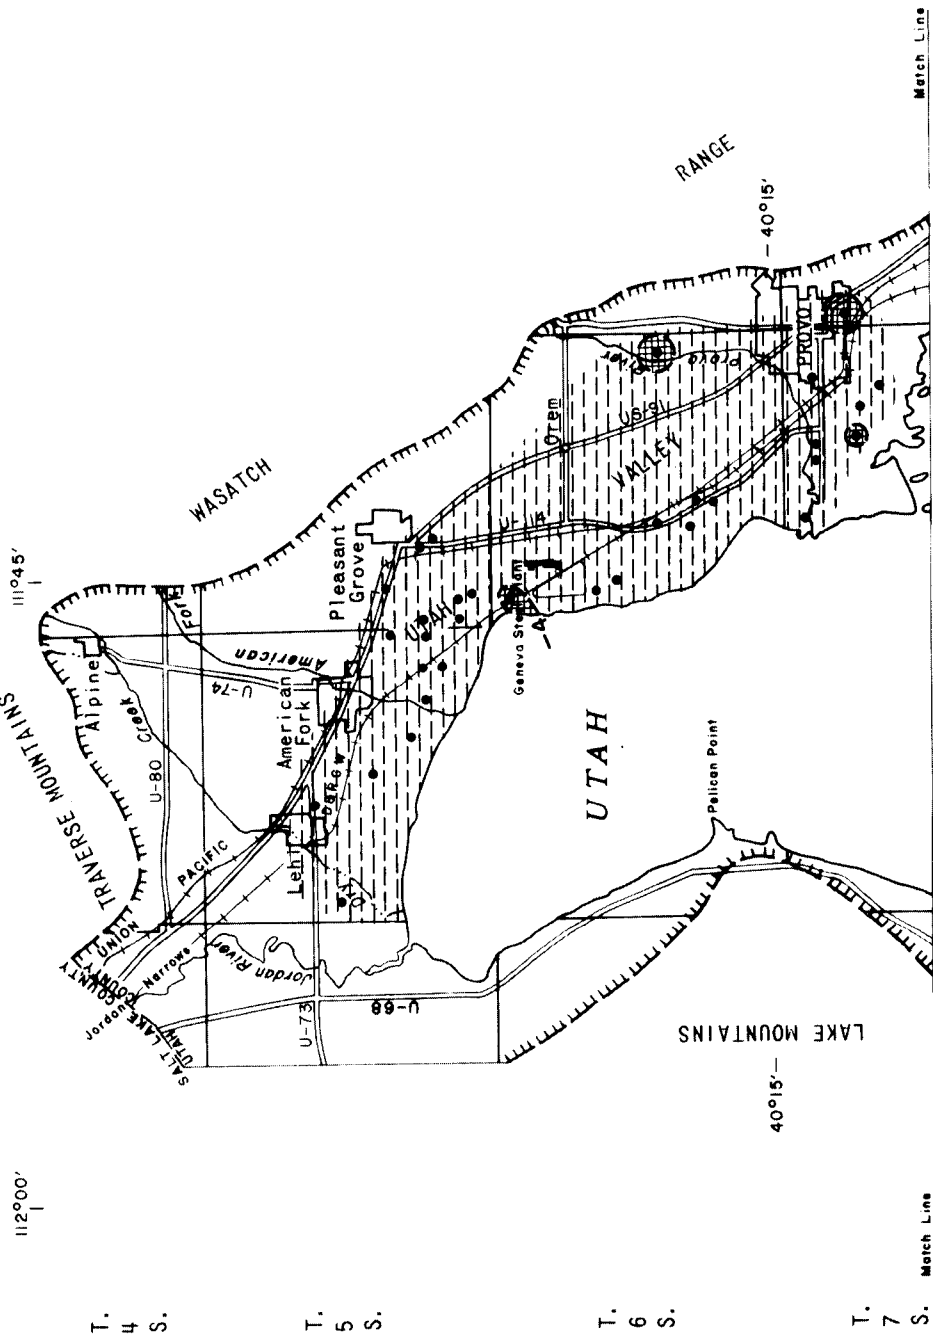 112°00'
111°45'
T.
4
S.
T.
5
S.
T.
6
S.
T.
7
S.
TRAVERSE MOUNTAINS
WASATCH
RANGE
SALT LAKE COUNTY
UTAH COUNTY
Jordan Narrows
UNION
PACIFIC
Jordan River
U-80
U-74
U-73
U-68
Alpine
Creek
Dry
American
Fork
American
Fork
Lehi
D&RGW
Pleasant
Grove
UTAH
VALLEY
U-114
US-91
Orem
Provo
River
PROVO
Geneva Steel Plant
A
UTAH
Pelican Point
LAKE MOUNTAINS
40°15'
40°15'
Match Line
Match Line